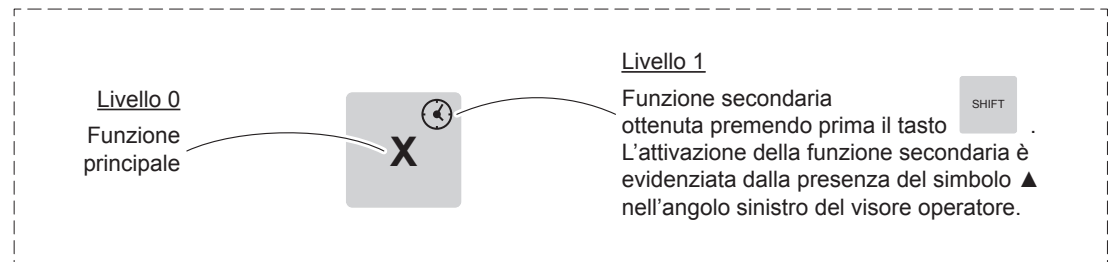 Livello 0
Funzione
principale
X
Livello 1
Funzione secondaria
ottenuta premendo prima il tasto SHIFT .
L'attivazione della funzione secondaria è
evidenziata dalla presenza del simbolo ▲
nell'angolo sinistro del visore operatore.